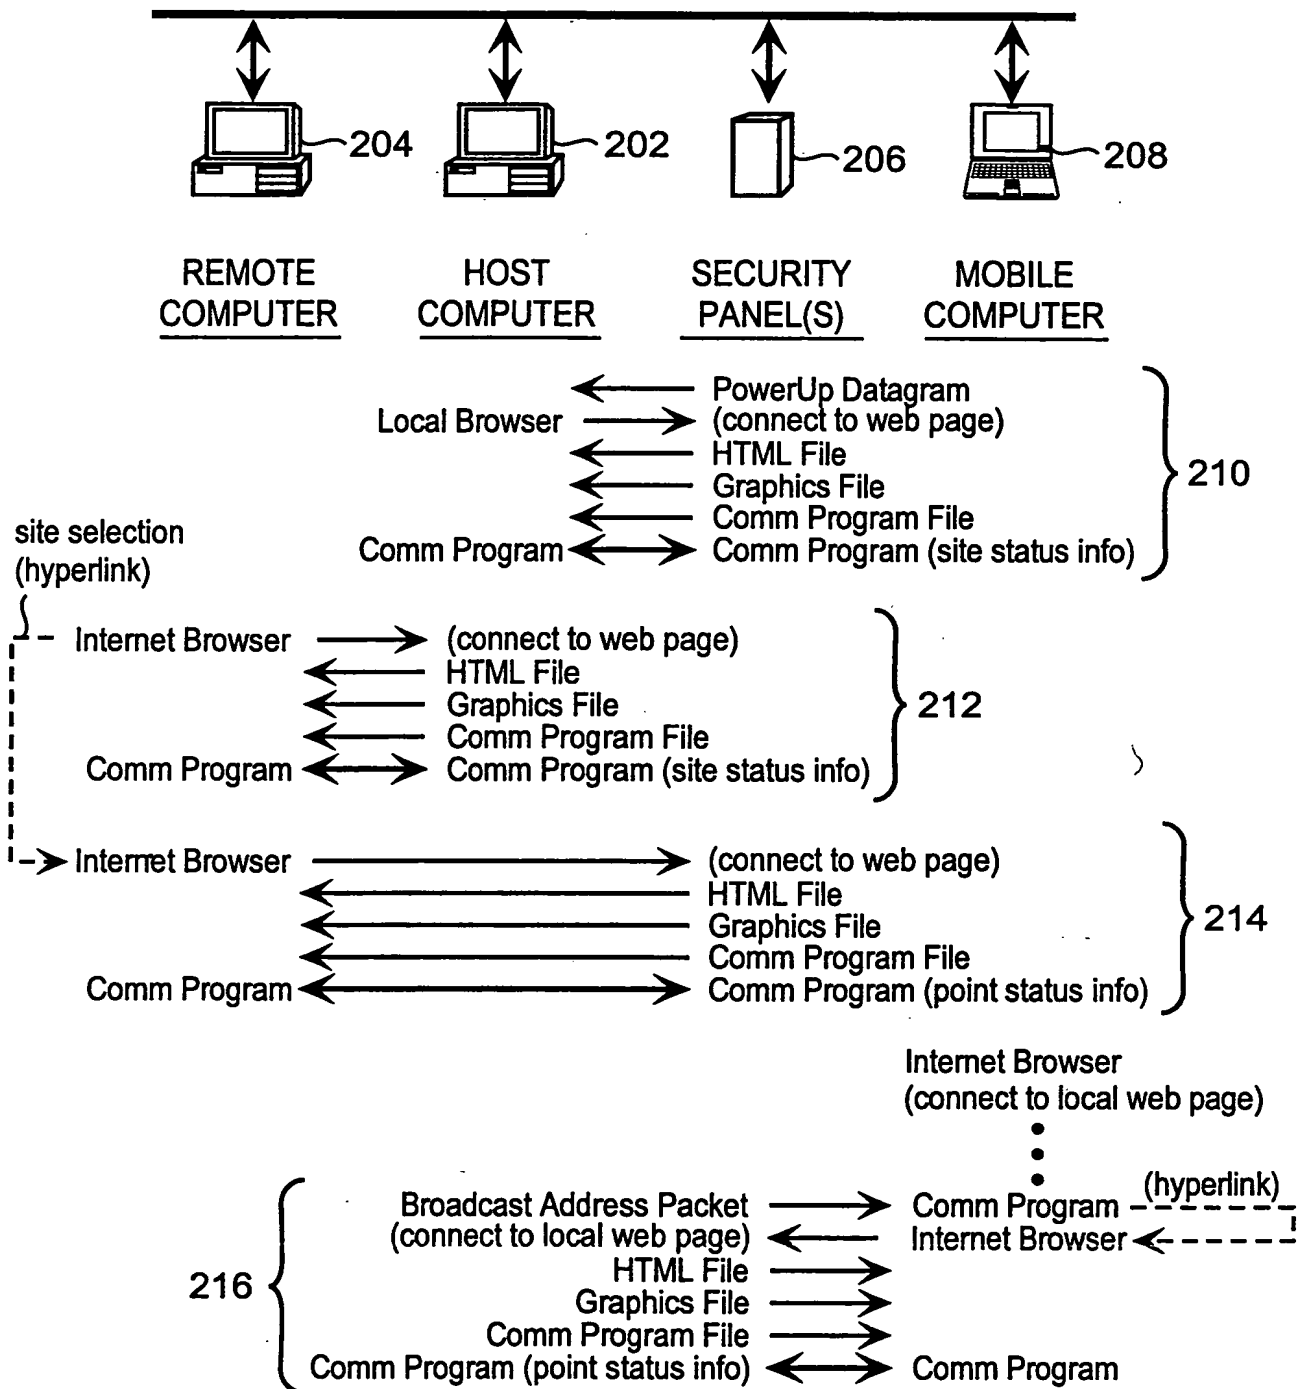 204
202
206
208
REMOTE COMPUTER
HOST COMPUTER
SECURITY PANEL(S)
MOBILE COMPUTER
PowerUp Datagram
Local Browser (connect to web page)
HTML File
Graphics File
Comm Program File
Comm Program Comm Program (site status info)
210
site selection
(hyperlink)
Internet Browser (connect to web page)
HTML File
Graphics File
Comm Program File
Comm Program Comm Program (site status info)
212
Internet Browser (connect to web page)
HTML File
Graphics File
Comm Program File
Comm Program Comm Program (point status info)
214
Internet Browser
(connect to local web page)
Broadcast Address Packet Comm Program (hyperlink)
(connect to local web page) Internet Browser
HTML File
Graphics File
Comm Program File
Comm Program (point status info) Comm Program
216